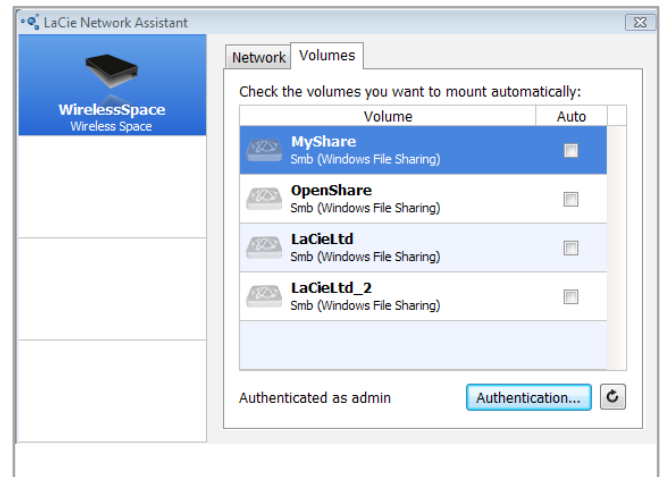 LaCie Network Assistant
WirelessSpace
Wireless Space
Network Volumes
Check the volumes you want to mount automatically:
Volume Auto
MyShare
Smb (Windows File Sharing)
OpenShare
Smb (Windows File Sharing)
LaCieLtd
Smb (Windows File Sharing)
LaCieLtd_2
Smb (Windows File Sharing)
Authenticated as admin Authentication...